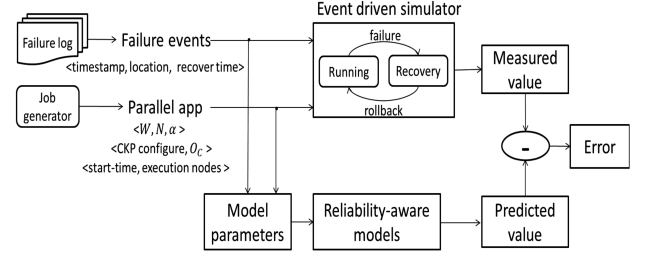 Event driven simulator
Failure log
Failure events
<timestamp, location, recover time>
failure
Running
Recovery
rollback
Measured
value
Job
generator
Parallel app
<W, N, α >
<CKP configure, O_C >
<start-time, execution nodes >
-
Error
Model
parameters
Reliability-aware
models
Predicted
value